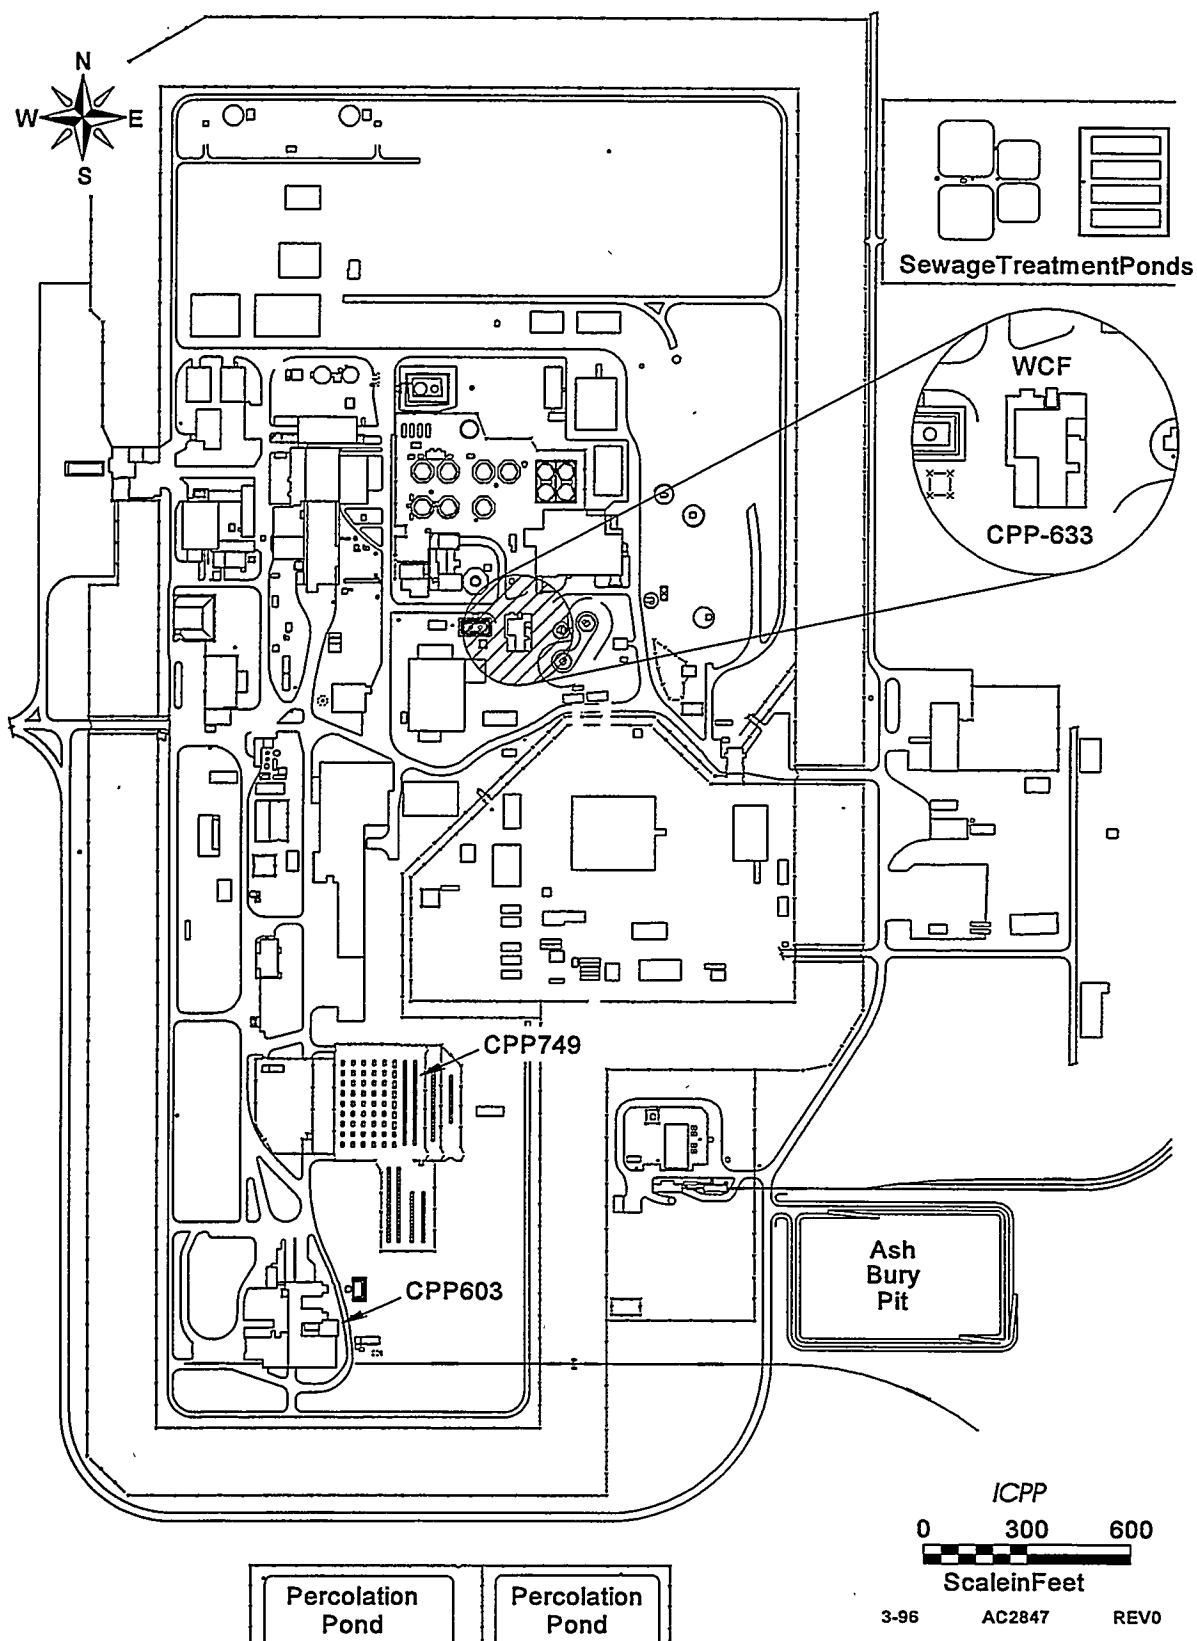 N
W E
S
SewageTreatmentPonds
WCF
CPP-633
CPP749
CPP603
Ash
Bury
Pit
ICPP
0 300 600
ScaleinFeet
3-96 AC2847 REV0
Percolation
Pond
Percolation
Pond